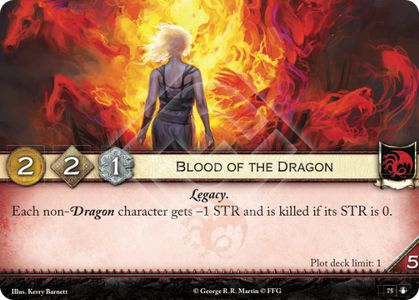 2 2 1 BLOOD OF THE DRAGON
Legacy.
Each non-Dragon character gets –1 STR and is killed if its STR is 0.
Plot deck limit: 1
5
Illus. Kerry Barnett © George R.R. Martin © FFG 75